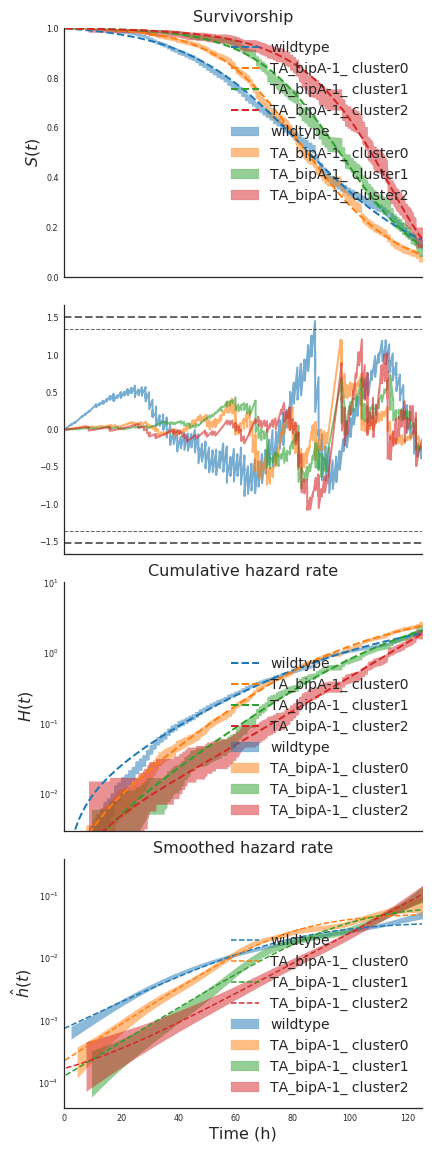 Survivorship
1.0
0.8
0.6
0.4
0.2
0.0
S(t)
wildtype
TA_bipA-1_ cluster0
TA_bipA-1_ cluster1
TA_bipA-1_ cluster2
wildtype
TA_bipA-1_ cluster0
TA_bipA-1_ cluster1
TA_bipA-1_ cluster2
1.5
1.0
0.5
0.0
−0.5
−1.0
−1.5
Cumulative hazard rate
10¹
10⁰
10⁻¹
10⁻²
H(t)
wildtype
TA_bipA-1_ cluster0
TA_bipA-1_ cluster1
TA_bipA-1_ cluster2
wildtype
TA_bipA-1_ cluster0
TA_bipA-1_ cluster1
TA_bipA-1_ cluster2
Smoothed hazard rate
10⁻¹
10⁻²
10⁻³
10⁻⁴
ĥ(t)
wildtype
TA_bipA-1_ cluster0
TA_bipA-1_ cluster1
TA_bipA-1_ cluster2
wildtype
TA_bipA-1_ cluster0
TA_bipA-1_ cluster1
TA_bipA-1_ cluster2
0 20 40 60 80 100 120
Time (h)